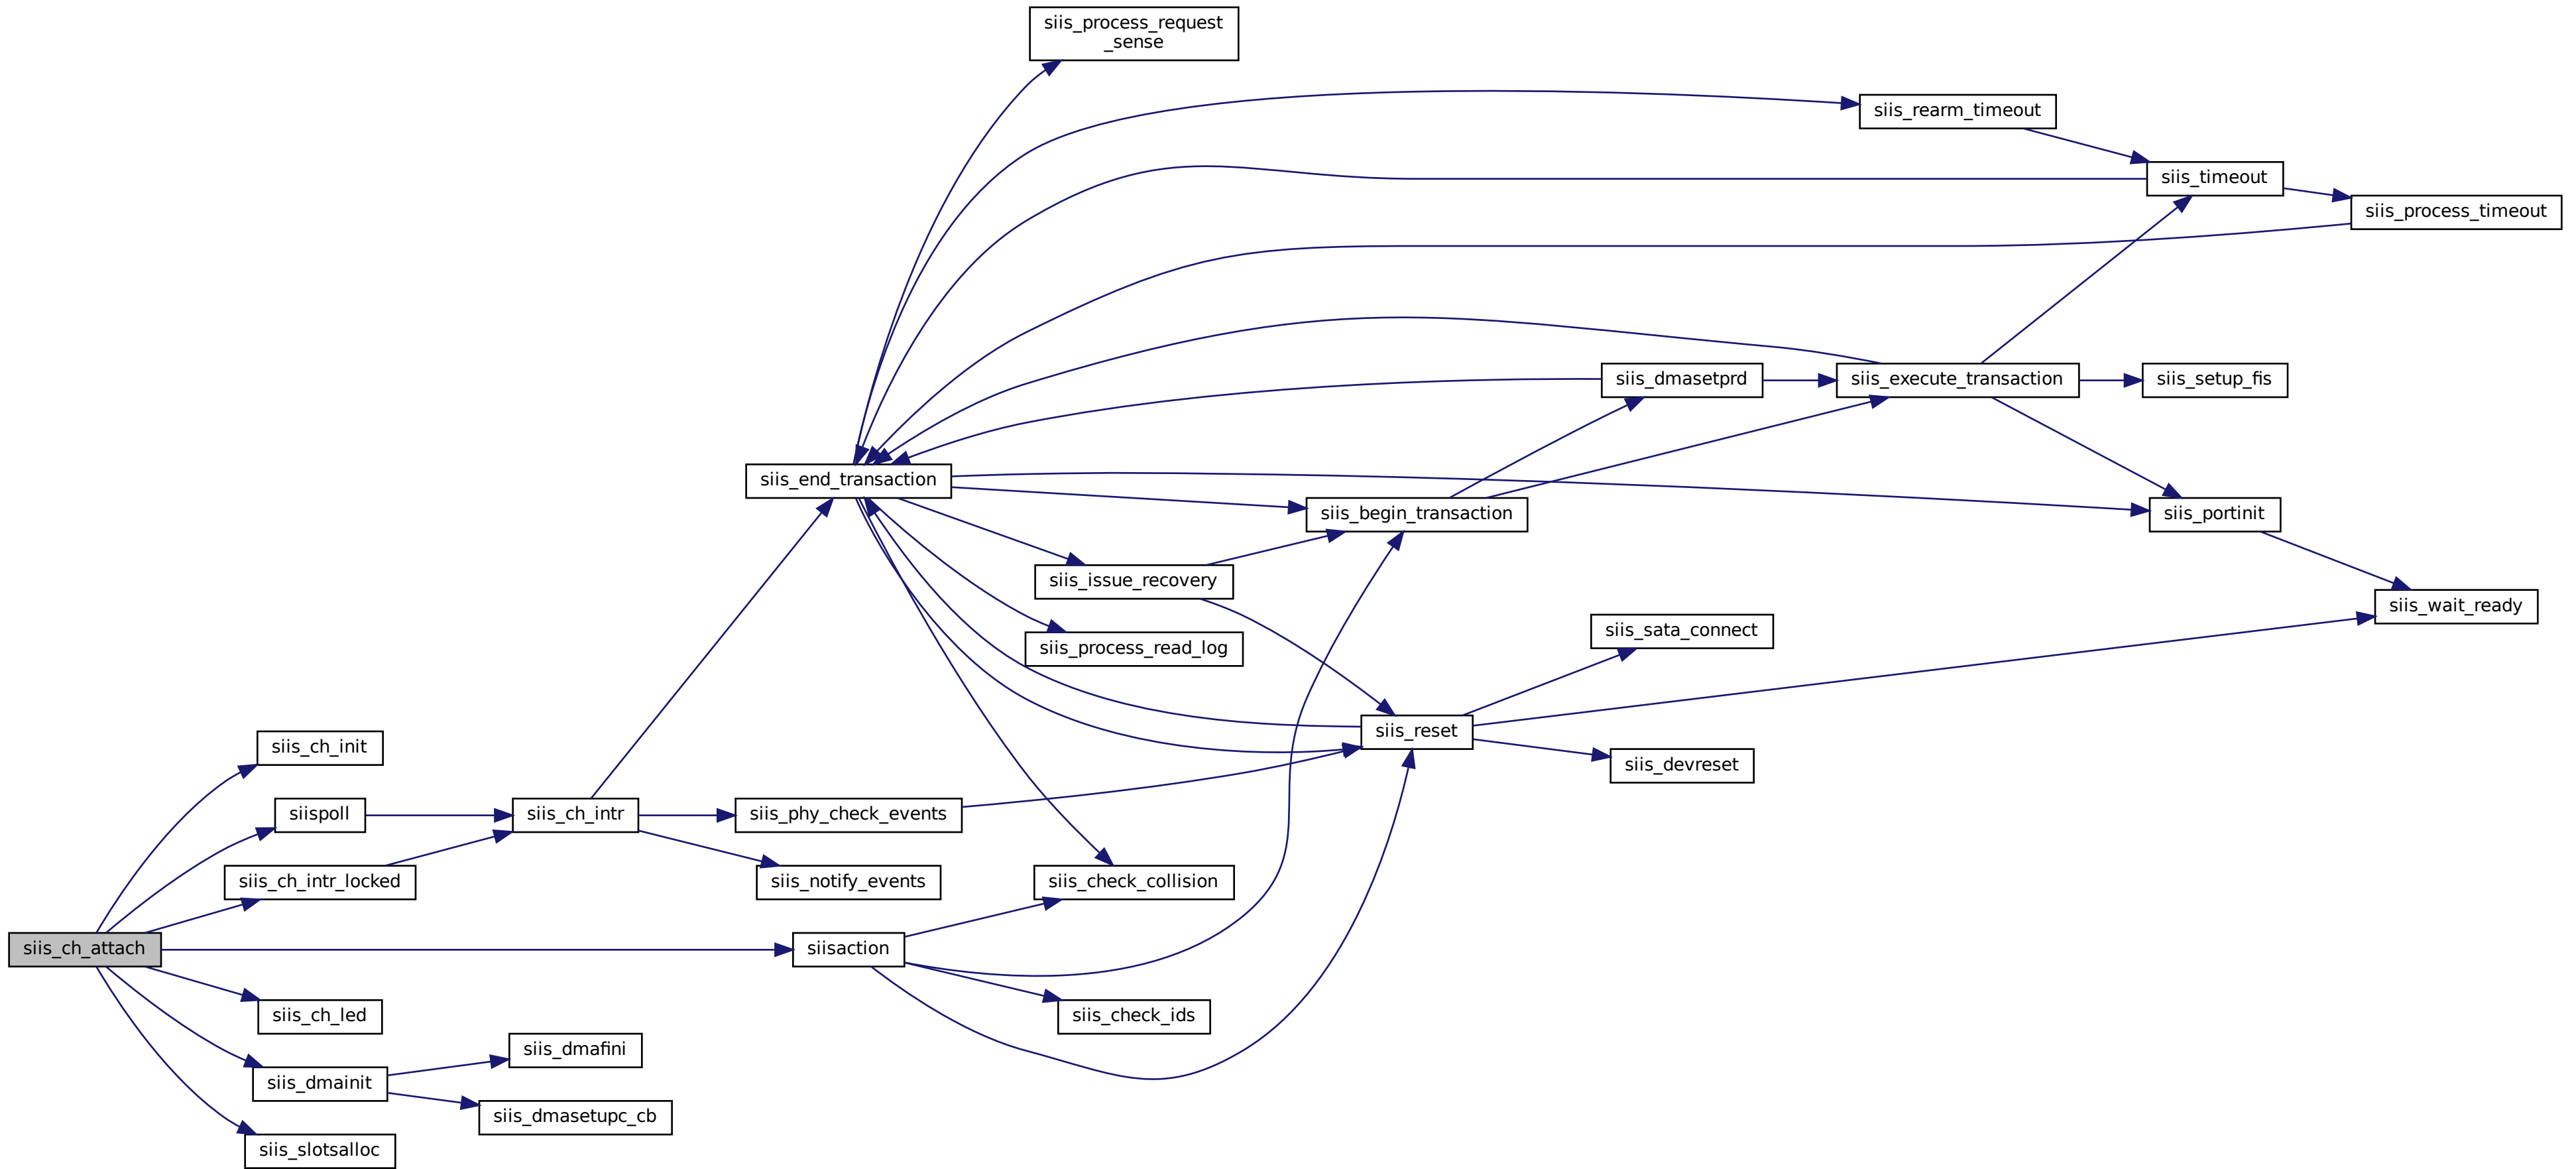 siis_process_request
_sense
siis_rearm_timeout
siis_timeout
siis_process_timeout
siis_dmasetprd
siis_execute_transaction
siis_setup_fis
siis_end_transaction
siis_begin_transaction
siis_portinit
siis_issue_recovery
siis_wait_ready
siis_sata_connect
siis_process_read_log
siis_reset
siis_ch_init
siis_devreset
siispoll
siis_ch_intr
siis_phy_check_events
siis_ch_intr_locked
siis_notify_events
siis_check_collision
siis_ch_attach
siisaction
siis_ch_led
siis_check_ids
siis_dmafini
siis_dmainit
siis_dmasetupc_cb
siis_slotsalloc